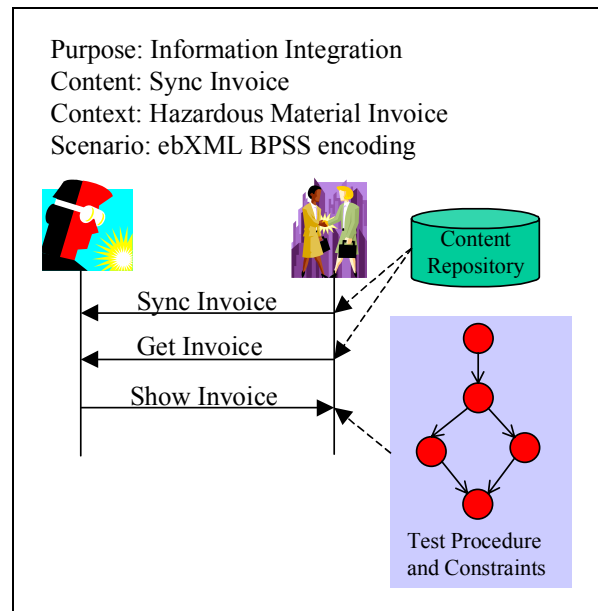 Purpose: Information Integration
Content: Sync Invoice
Context: Hazardous Material Invoice
Scenario: ebXML BPSS encoding
Content
Repository
Sync Invoice
Get Invoice
Show Invoice
Test Procedure
and Constraints